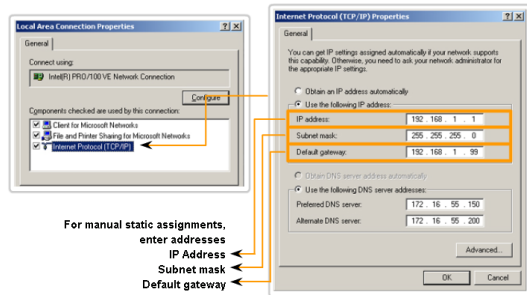 Local Area Connection Properties
General
Connect using:
Intel(R) PRO/100 VE Network Connection
Configure
Components checked are used by this connection:
Client for Microsoft Networks
File and Printer Sharing for Microsoft Networks
Internet Protocol (TCP/IP)
For manual static assignments,
enter addresses
IP Address
Subnet mask
Default gateway
Internet Protocol (TCP/IP) Properties
General
You can get IP settings assigned automatically if your network supports
this capability. Otherwise, you need to ask your network administrator for
the appropriate IP settings.
Obtain an IP address automatically
Use the following IP address:
IP address: 192 . 168 . 1 . 1
Subnet mask: 255 . 255 . 255 . 0
Default gateway: 192 . 168 . 1 . 99
Obtain DNS server address automatically
Use the following DNS server addresses:
Preferred DNS server: 172 . 16 . 55 . 150
Alternate DNS server: 172 . 16 . 55 . 200
Advanced...
OK Cancel